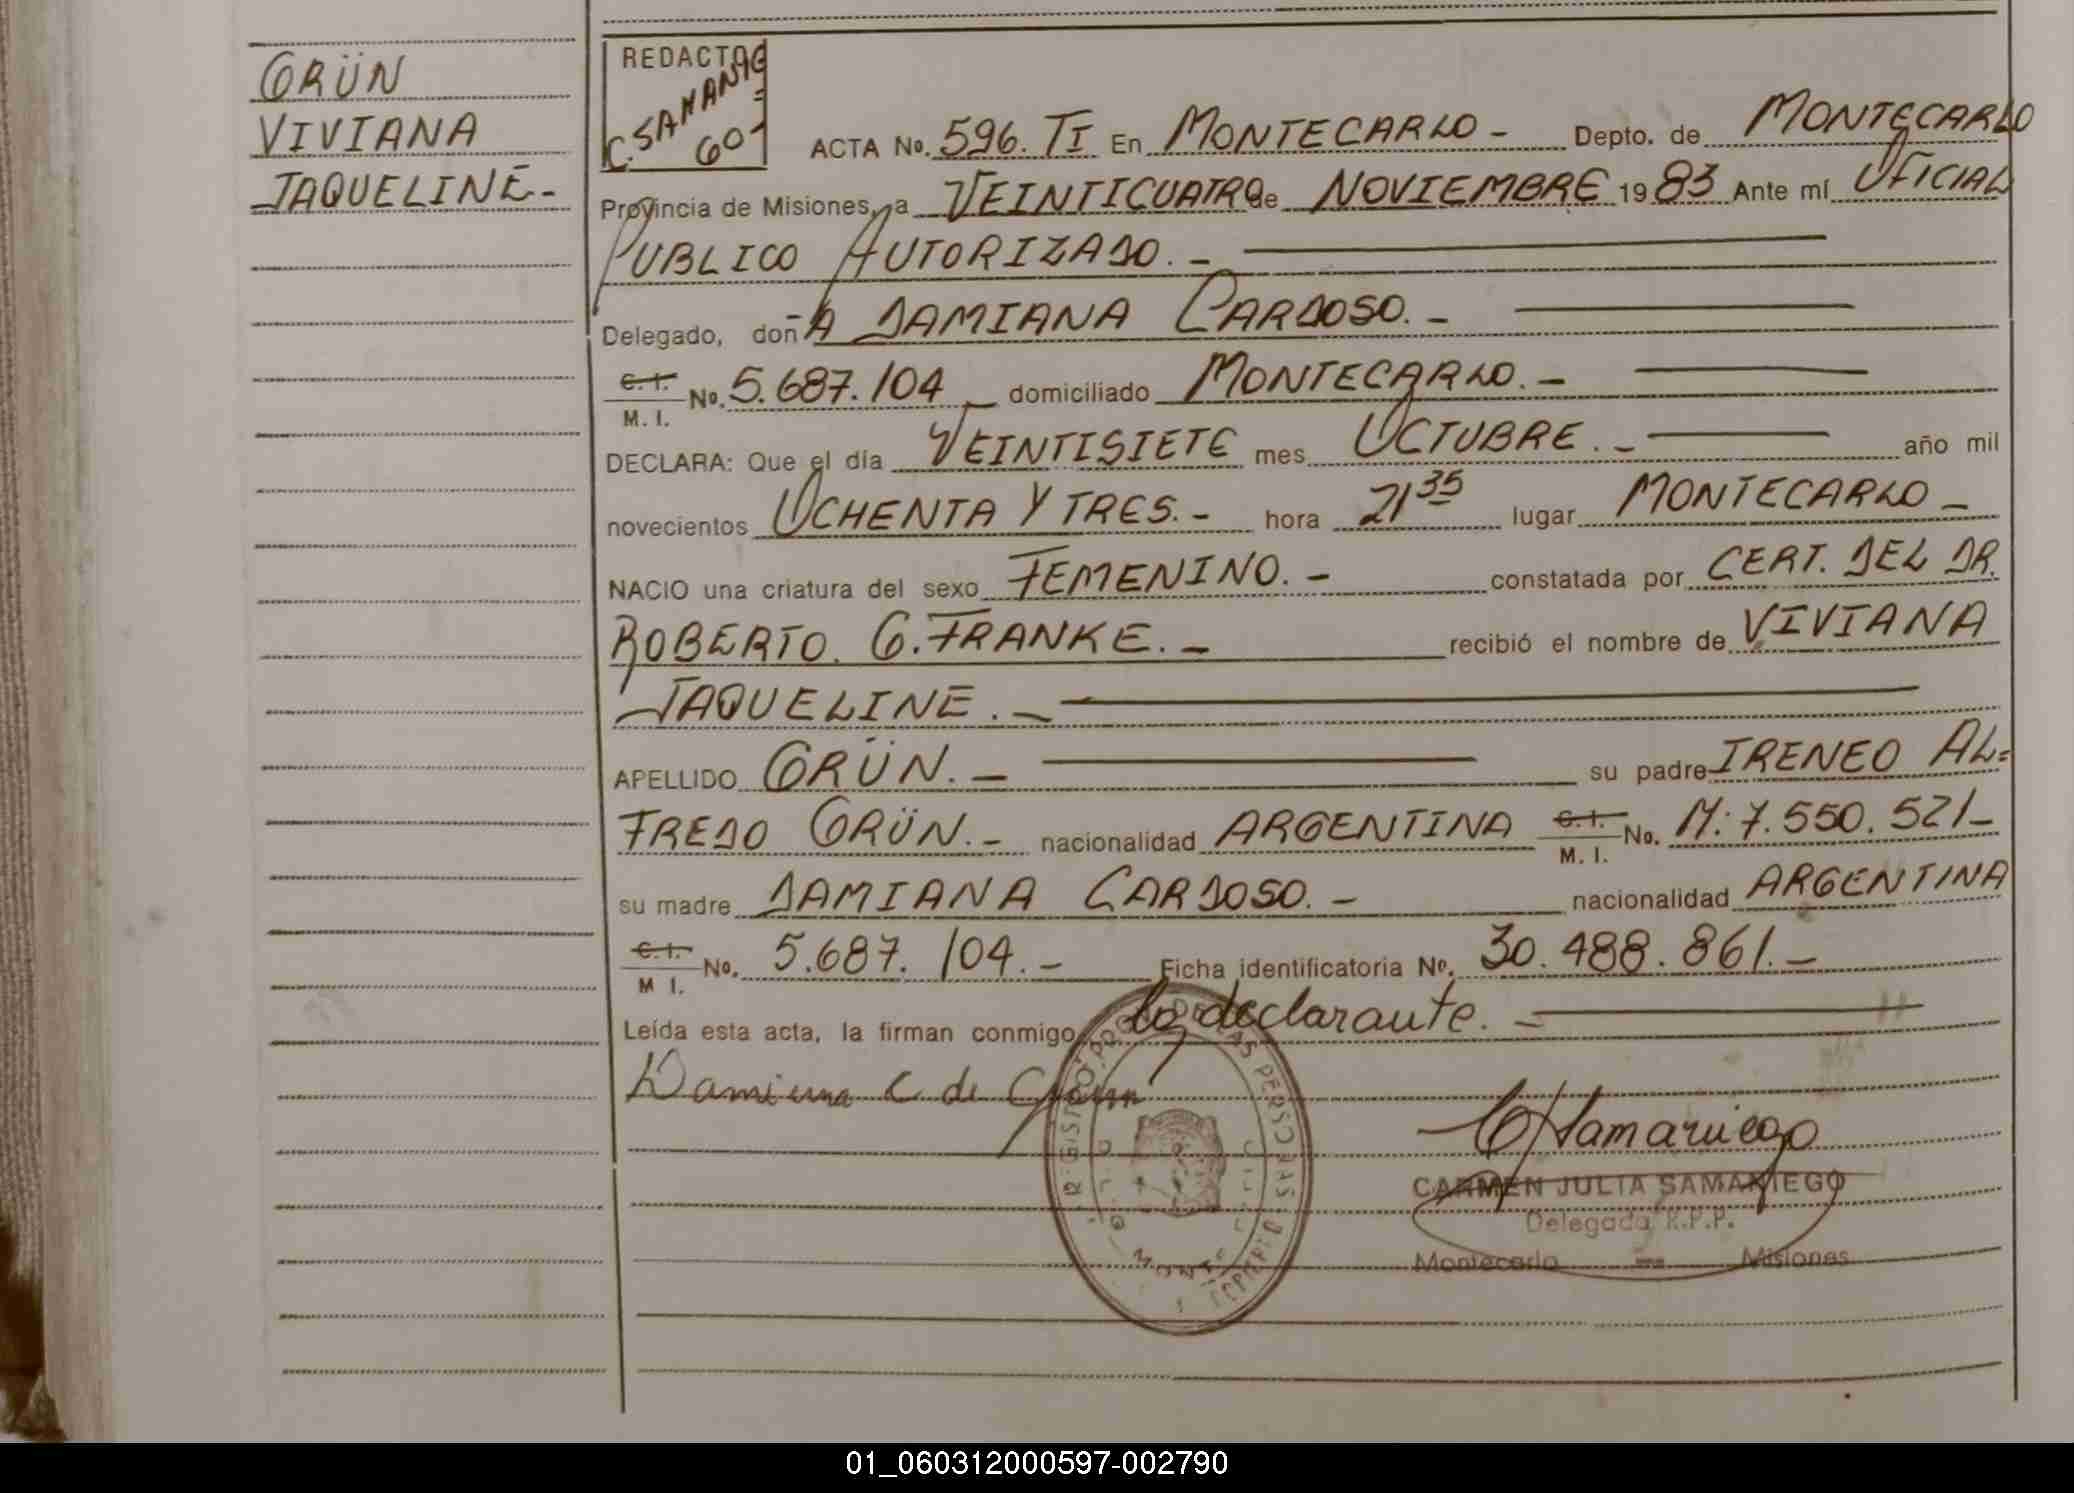 GRÜN
VIVIANA
JAQUELINE-
REDACTO
C. SAMANIEGO=
ACTA No. 596. TI En MONTECARLO - Depto. de MONTECARLO
Provincia de Misiones, a VEINTICUATRO de NOVIEMBRE 1983 Ante mí OFICIAL
PUBLICO AUTORIZADO. -
Delegado, doñA DAMIANA CARDOSO. -
C. I.
M. I. No. 5.687.104 domiciliado MONTECARLO. -
DECLARA: Que el día VEINTISIETE mes OCTUBRE. - año mil
novecientos OCHENTA Y TRES. - hora 21 35 lugar MONTECARLO -
NACIO una criatura del sexo FEMENINO. - constatada por CERT. DEL DR.
ROBERTO. G. FRANKE. - recibió el nombre de VIVIANA
JAQUELINE. -
APELLIDO GRÜN. - su padre IRENEO AL=
FREDO GRÜN. - nacionalidad ARGENTINA C. I.
M. I. No. M: 7.550.521-
su madre DAMIANA CARDOSO. - nacionalidad ARGENTINA
C. I.
M I. No. 5.687.104. - Ficha identificatoria No. 30.488.861. -
Leída esta acta, la firman conmigo la declarante. -
Damiana C de Grün
CSamaniego
CARMEN JULIA SAMANIEGO
Delegada R.P.P.
Montecarlo - Misiones
REGISTRO PROV. DE LAS PERSONAS
01_060312000597-002790